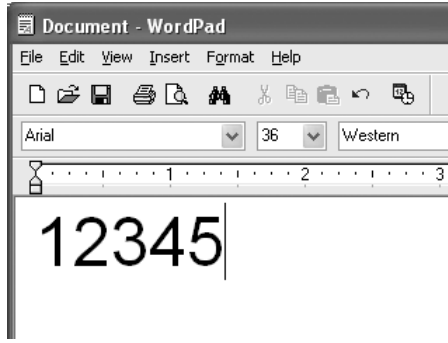 Document - WordPad
File Edit View Insert Format Help
Arial 36 Western
1 2 3
12345